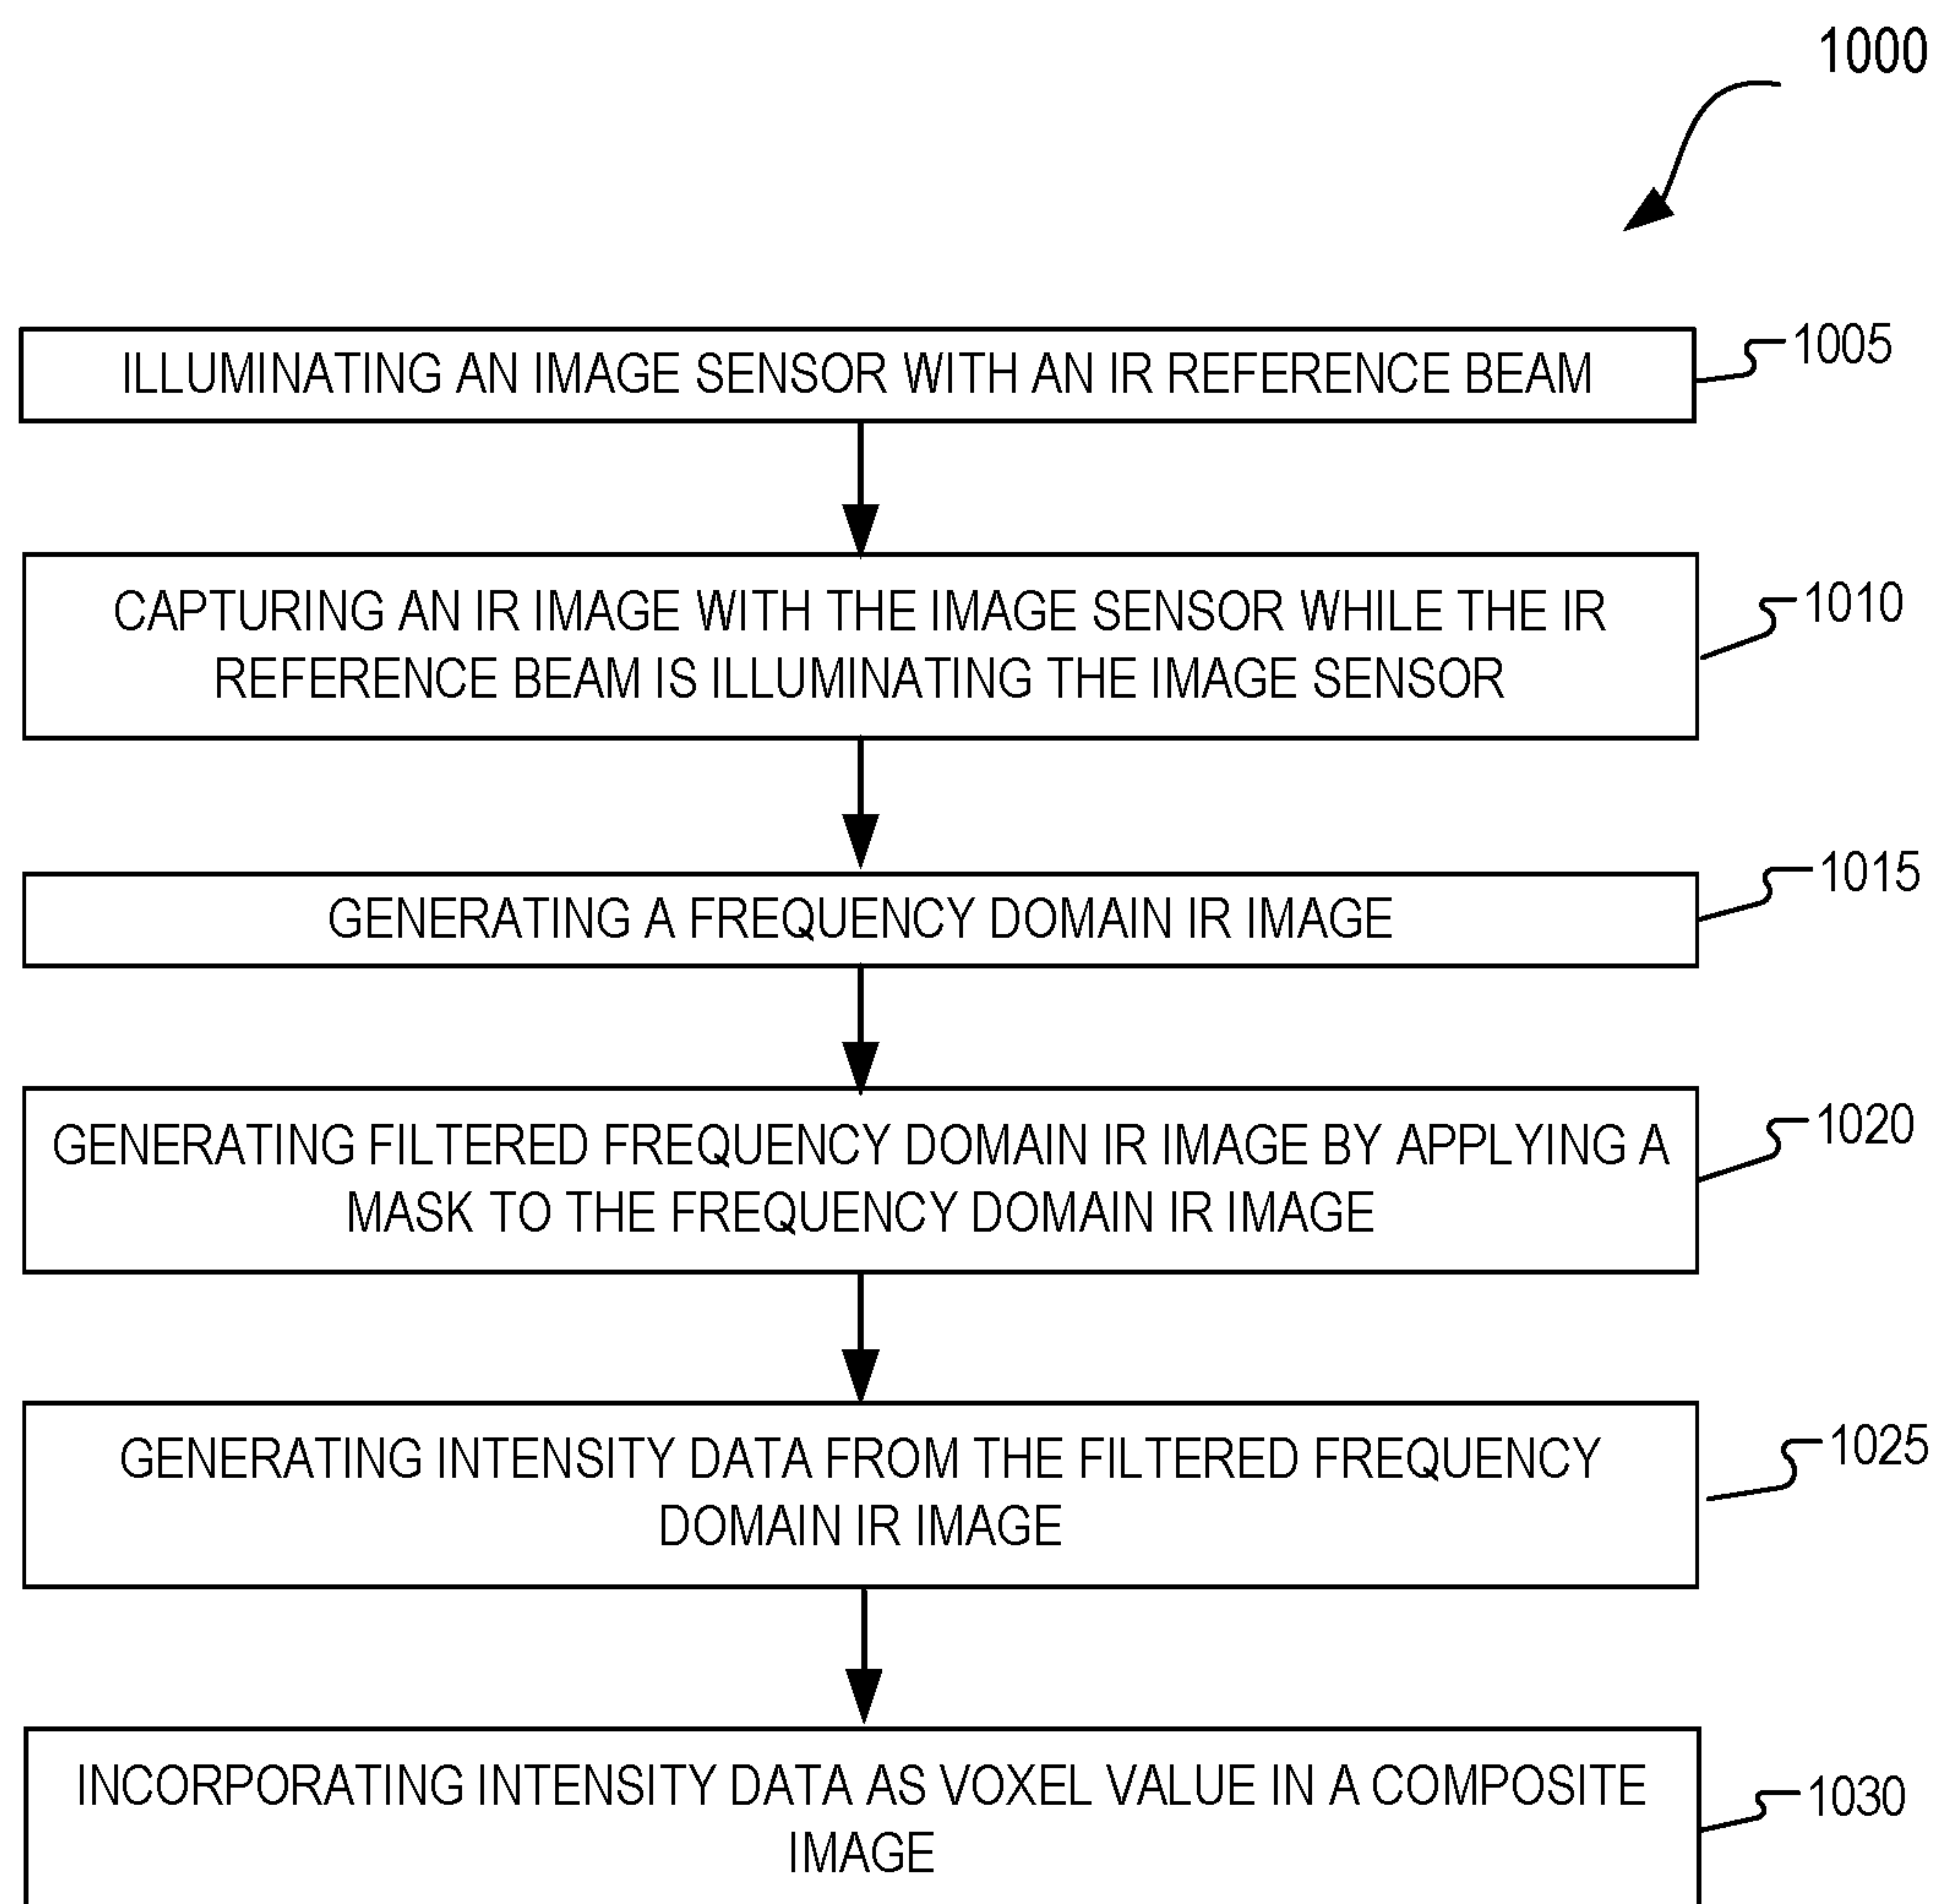 1000
ILLUMINATING AN IMAGE SENSOR WITH AN IR REFERENCE BEAM
1005
CAPTURING AN IR IMAGE WITH THE IMAGE SENSOR WHILE THE IR
REFERENCE BEAM IS ILLUMINATING THE IMAGE SENSOR
1010
GENERATING A FREQUENCY DOMAIN IR IMAGE
1015
GENERATING FILTERED FREQUENCY DOMAIN IR IMAGE BY APPLYING A
MASK TO THE FREQUENCY DOMAIN IR IMAGE
1020
GENERATING INTENSITY DATA FROM THE FILTERED FREQUENCY
DOMAIN IR IMAGE
1025
INCORPORATING INTENSITY DATA AS VOXEL VALUE IN A COMPOSITE
IMAGE
1030